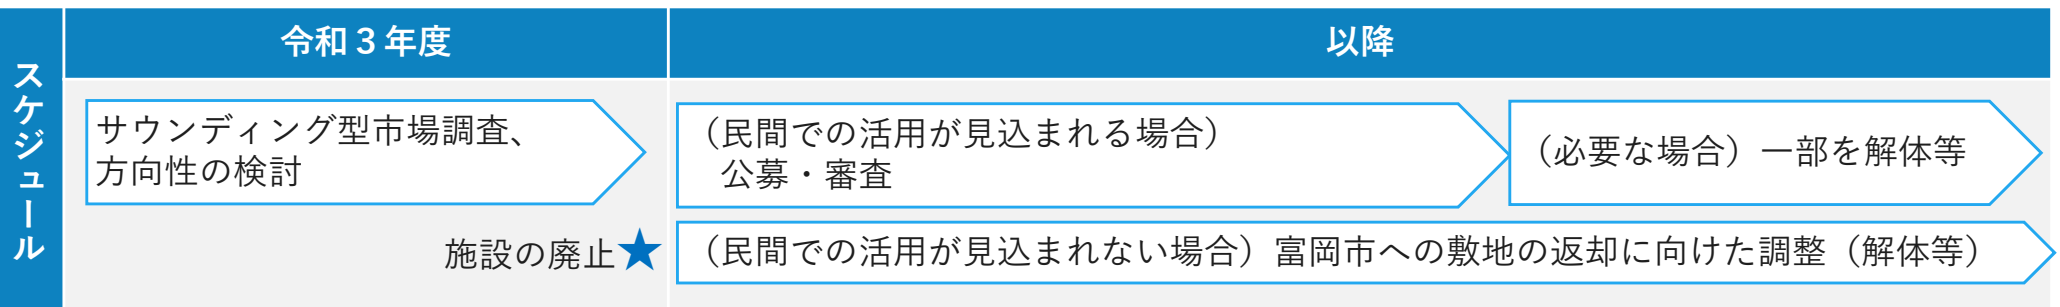 スケジュール
令和３年度
以降
サウンディング型市場調査、
方向性の検討
（民間での活用が見込まれる場合）
公募・審査
（必要な場合）一部を解体等
施設の廃止★
（民間での活用が見込まれない場合）富岡市への敷地の返却に向けた調整（解体等）